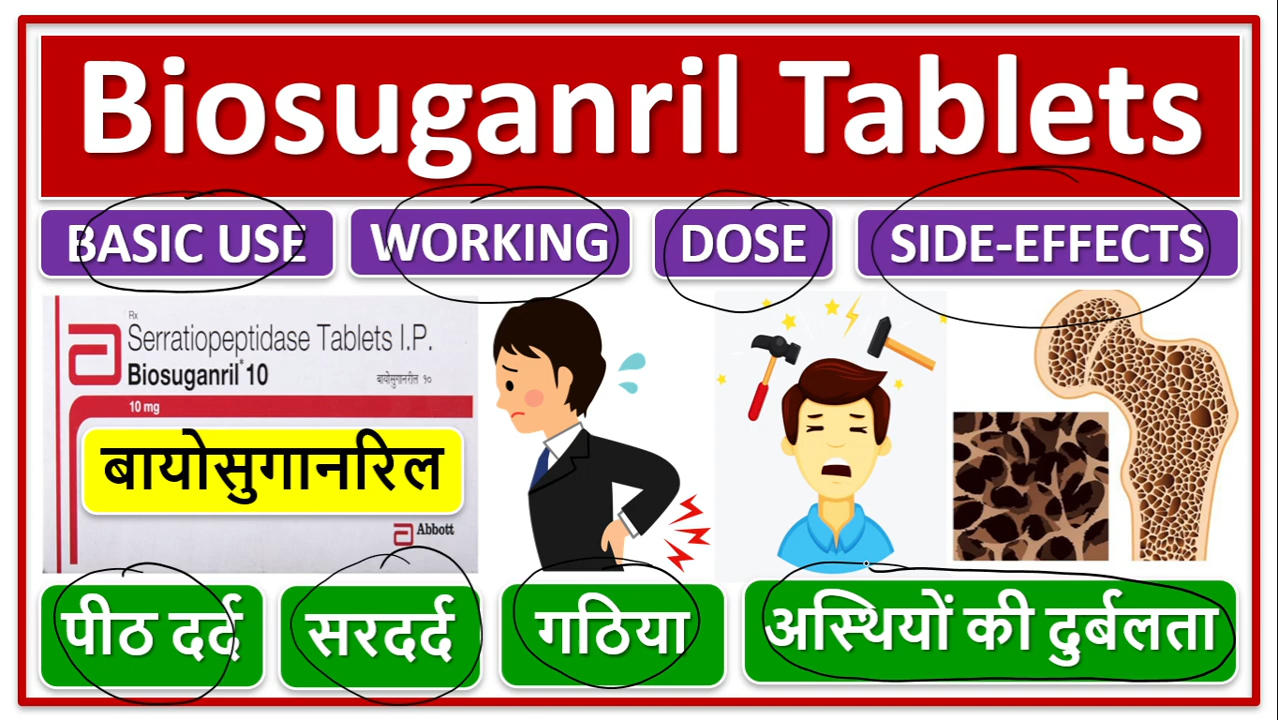 Biosuganril Tablets
BASIC USE
WORKING
DOSE
SIDE-EFFECTS
Rx
Serratiopeptidase Tablets I.P.
Biosuganril* 10
बायोसुगानरील १०
10 mg
बायोसुगानरिल
Abbott
पीठ दर्द
सरदर्द
गठिया
अस्थियों की दुर्बलता